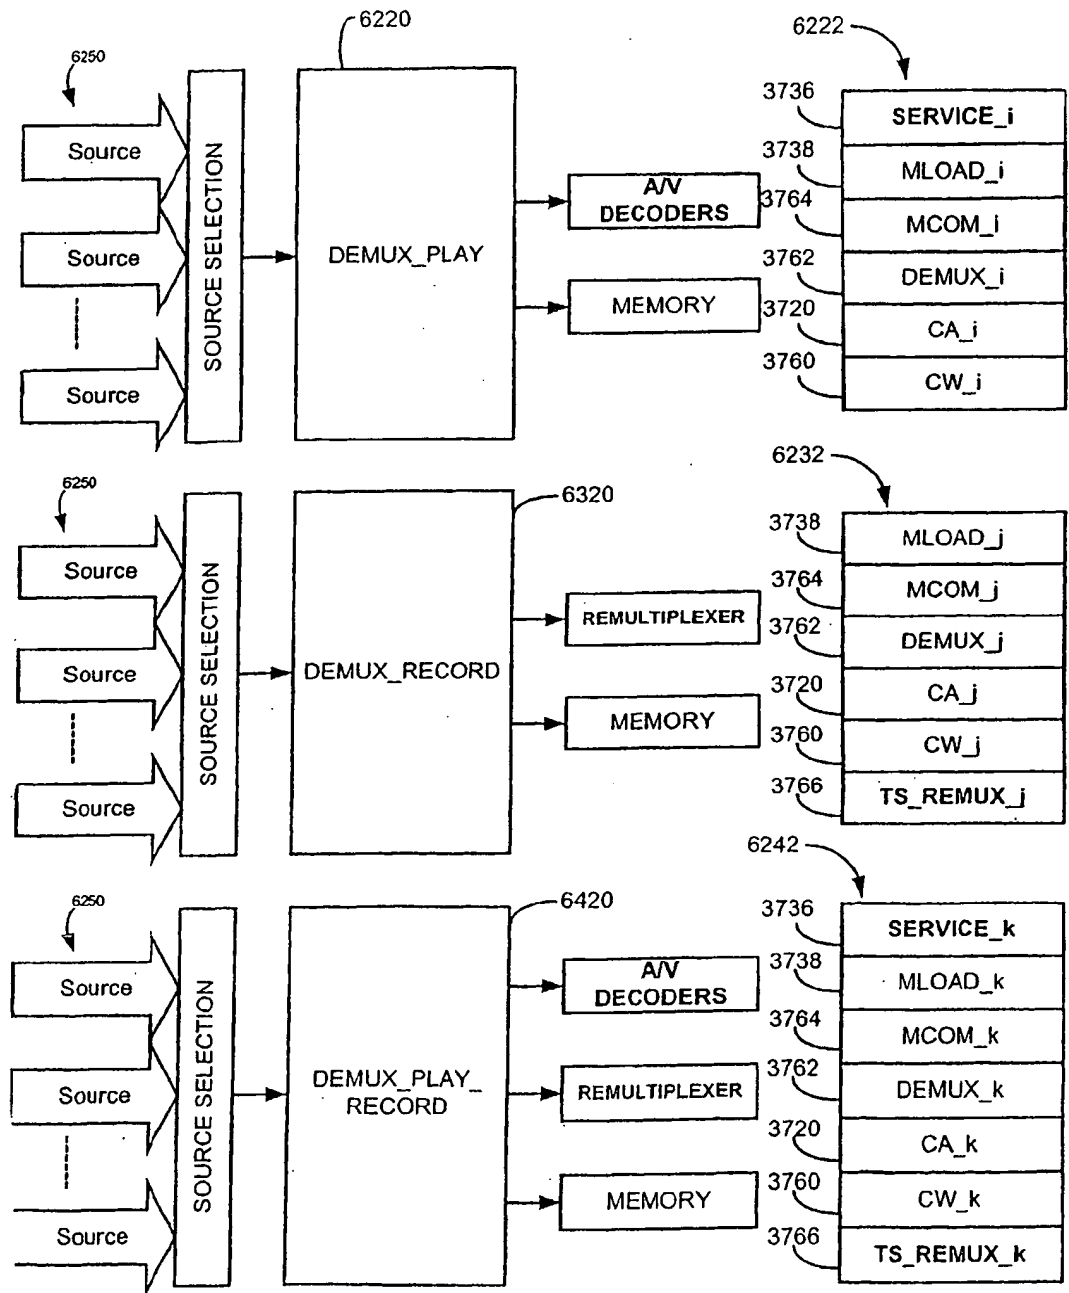 6220
6222
6250
3736
SERVICE_i
Source
SOURCE SELECTION
3738
MLOAD_i
A/V
DECODERS
3764
MCOM_i
Source
DEMUX_PLAY
3762
DEMUX_i
MEMORY
3720
CA_i
Source
3760
CW_i
6232
6250
6320
3738
MLOAD_j
Source
SOURCE SELECTION
3764
MCOM_j
REMULTIPLEXER
3762
DEMUX_j
Source
DEMUX_RECORD
3720
CA_j
MEMORY
3760
CW_j
Source
3766
TS_REMUX_j
6242
6250
6420
3736
SERVICE_k
Source
SOURCE SELECTION
A/V
DECODERS
3738
MLOAD_k
3764
MCOM_k
Source
DEMUX_PLAY_
RECORD
REMULTIPLEXER
3762
DEMUX_k
3720
CA_k
MEMORY
3760
CW_k
Source
3766
TS_REMUX_k